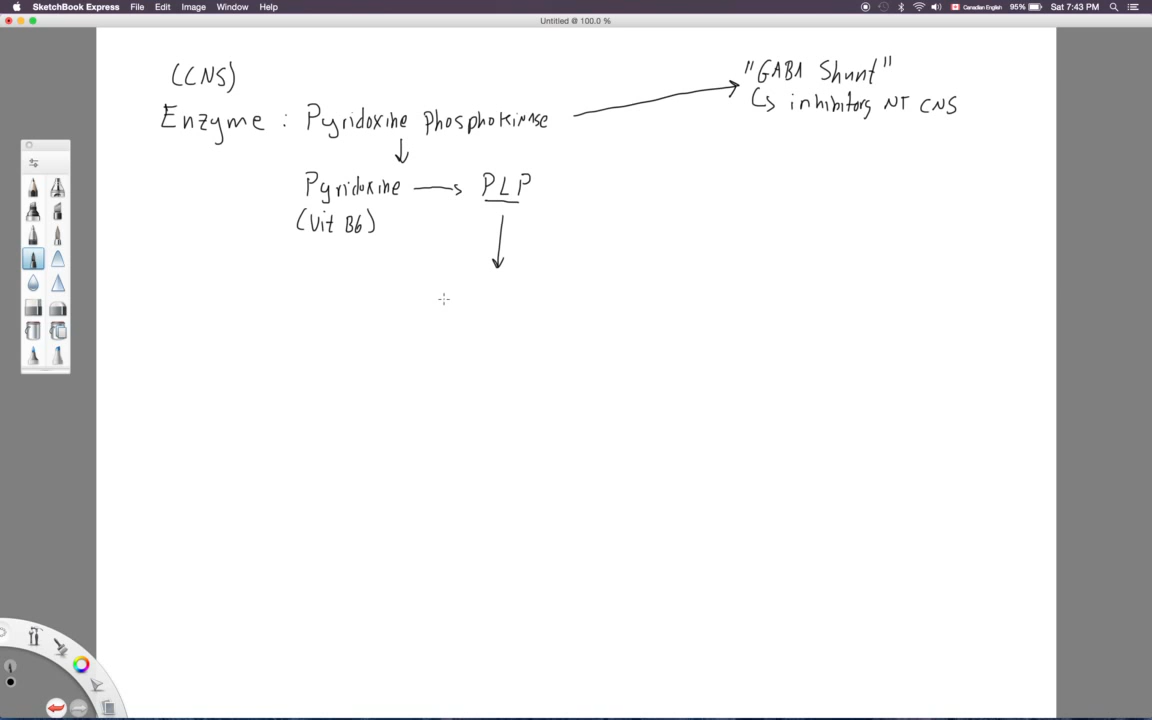 SketchBook Express File Edit Image Window Help Canadian English 95% Sat 7:43 PM
Untitled @ 100.0 %
(CNS)
"GABA Shunt"
↳ inhibitory NT CNS
Enzyme : Pyridoxine Phosphokinase
Pyridoxine → PLP
(Vit B6)